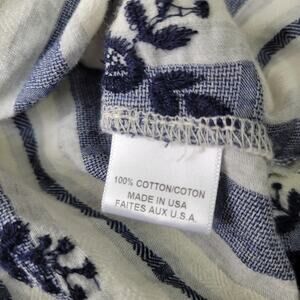 100% COTTON/COTON
MADE IN USA
FAITES AUX U.S.A.